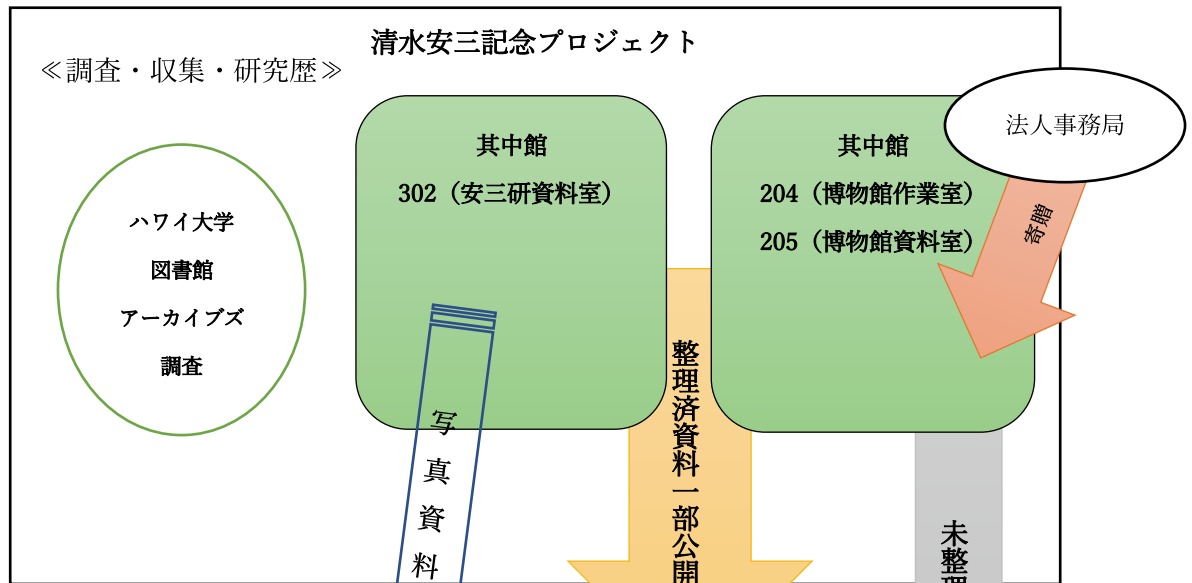 清水安三記念プロジェクト
≪調査・収集・研究歴≫
ハワイ大学
図書館
アーカイブズ
調査
其中館
302（安三研資料室）
其中館
204（博物館作業室）
205（博物館資料室）
法人事務局
寄贈
写真資料
整理済資料一部公開
未整理